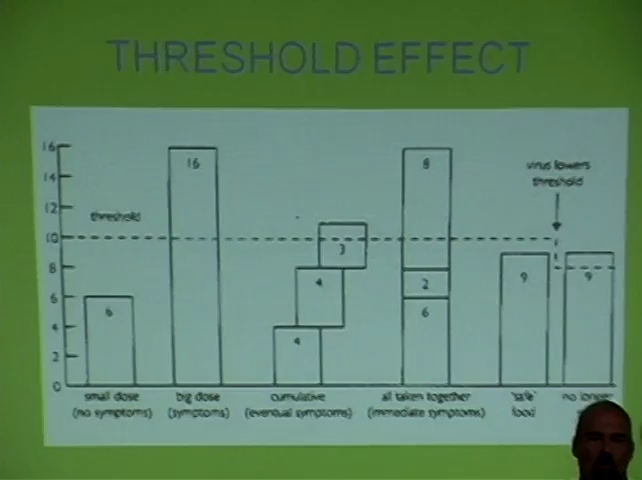 THRESHOLD EFFECT
16
14
12
10
8
6
4
2
0
threshold
virus lowers
threshold
6
16
4
4
3
8
2
6
9
9
small dose
(no symptoms)
big dose
(symptoms)
cumulative
(eventual symptoms)
all taken together
(immediate symptoms)
'safe'
food
no longer